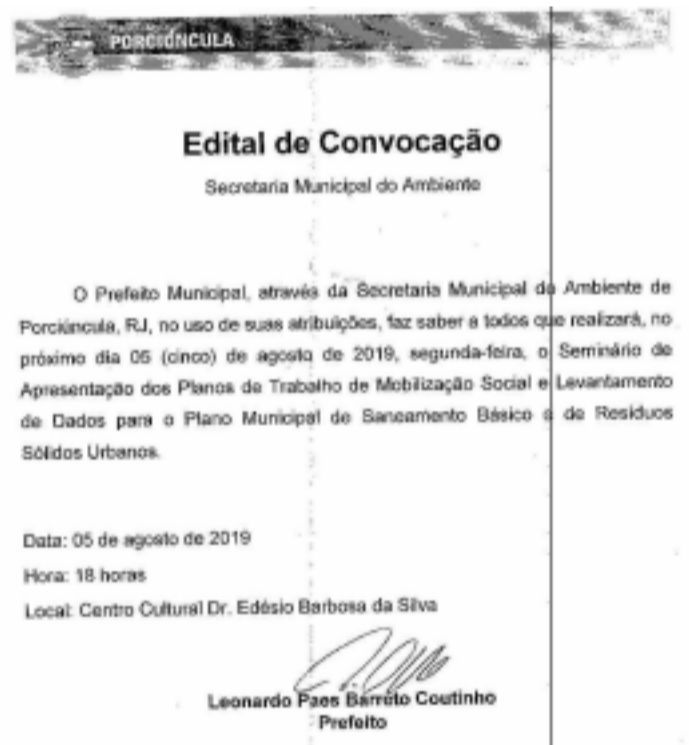 PORCIÚNCULA
Edital de Convocação
Secretaria Municipal do Ambiente
O Prefeito Municipal, através da Secretaria Municipal do Ambiente de
Porciúncula, RJ, no uso de suas atribuições, faz saber a todos que realizará, no
próximo dia 05 (cinco) de agosto de 2019, segunda-feira, o Seminário de
Apresentação dos Planos de Trabalho de Mobilização Social e Levantamento
de Dados para o Plano Municipal de Saneamento Básico e de Resíduos
Sólidos Urbanos.
Data: 05 de agosto de 2019
Hora: 18 horas
Local: Centro Cultural Dr. Edésio Barbosa da Silva
Leonardo Paes Barreto Coutinho
Prefeito